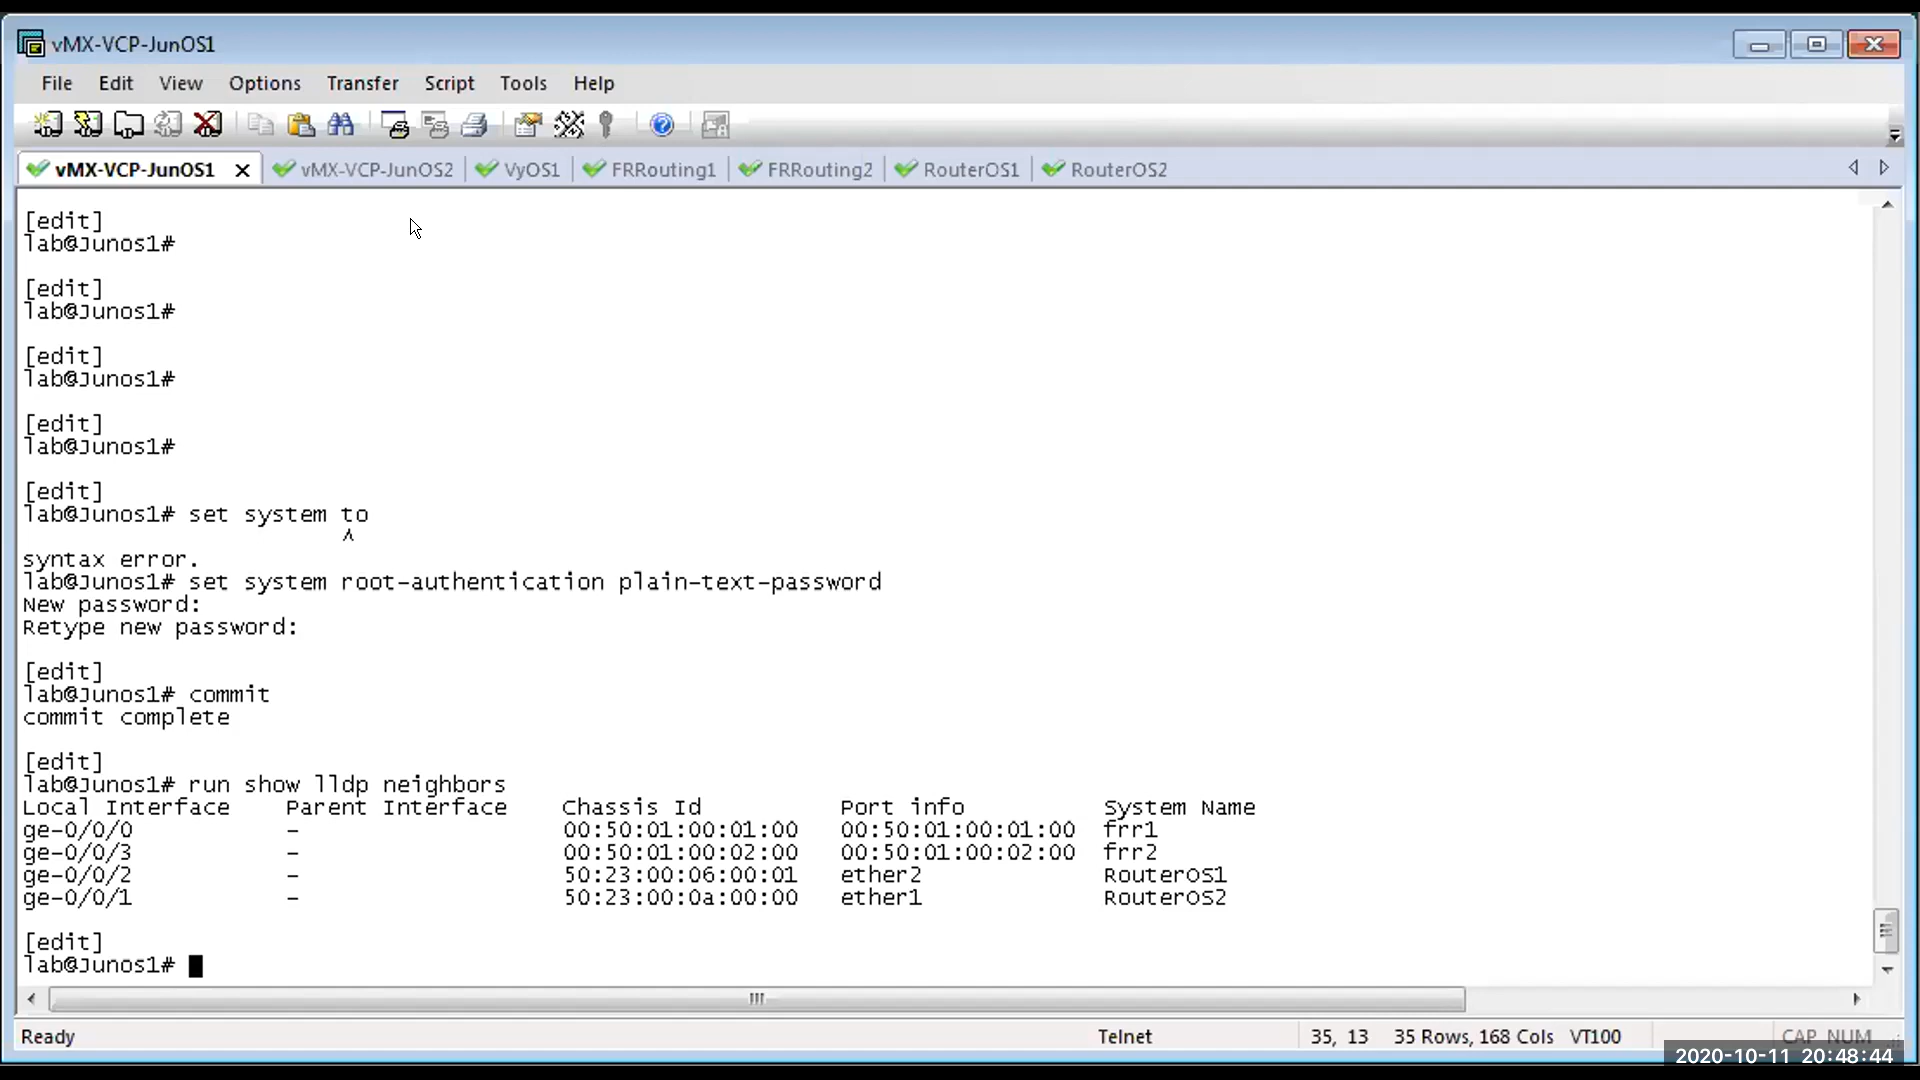 vMX-VCP-JunOS1
File Edit View Options Transfer Script Tools Help
vMX-VCP-JunOS1 vMX-VCP-JunOS2 VyOS1 FRRouting1 FRRouting2 RouterOS1 RouterOS2
[edit]
lab@Junos1#
[edit]
lab@Junos1#
[edit]
lab@Junos1#
[edit]
lab@Junos1#
[edit]
lab@Junos1# set system to
^
syntax error.
lab@Junos1# set system root-authentication plain-text-password
New password:
Retype new password:
[edit]
lab@Junos1# commit
commit complete
[edit]
lab@Junos1# run show lldp neighbors
Local Interface Parent Interface Chassis Id Port info System Name
ge-0/0/0 - 00:50:01:00:01:00 00:50:01:00:01:00 frr1
ge-0/0/3 - 00:50:01:00:02:00 00:50:01:00:02:00 frr2
ge-0/0/2 - 50:23:00:06:00:01 ether2 RouterOS1
ge-0/0/1 - 50:23:00:0a:00:00 ether1 RouterOS2
[edit]
lab@Junos1#
Ready Telnet 35, 13 35 Rows, 168 Cols VT100 CAP NUM
2020-10-11 20:48:44